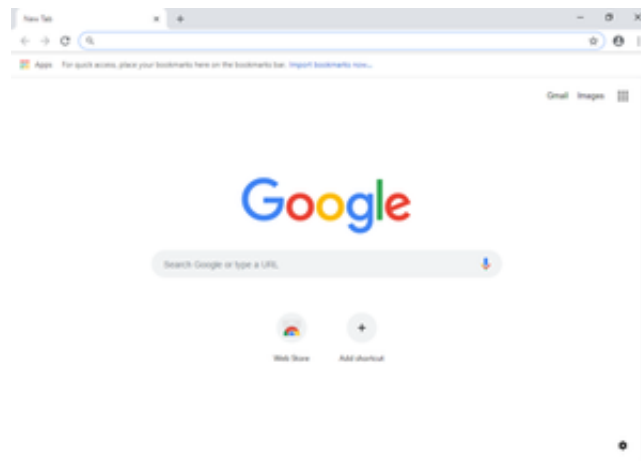 New Tab
Apps For quick access, place your bookmarks here on the bookmarks bar. Import bookmarks now...
Gmail Images
Google
Search Google or type a URL
Web Store Add shortcut